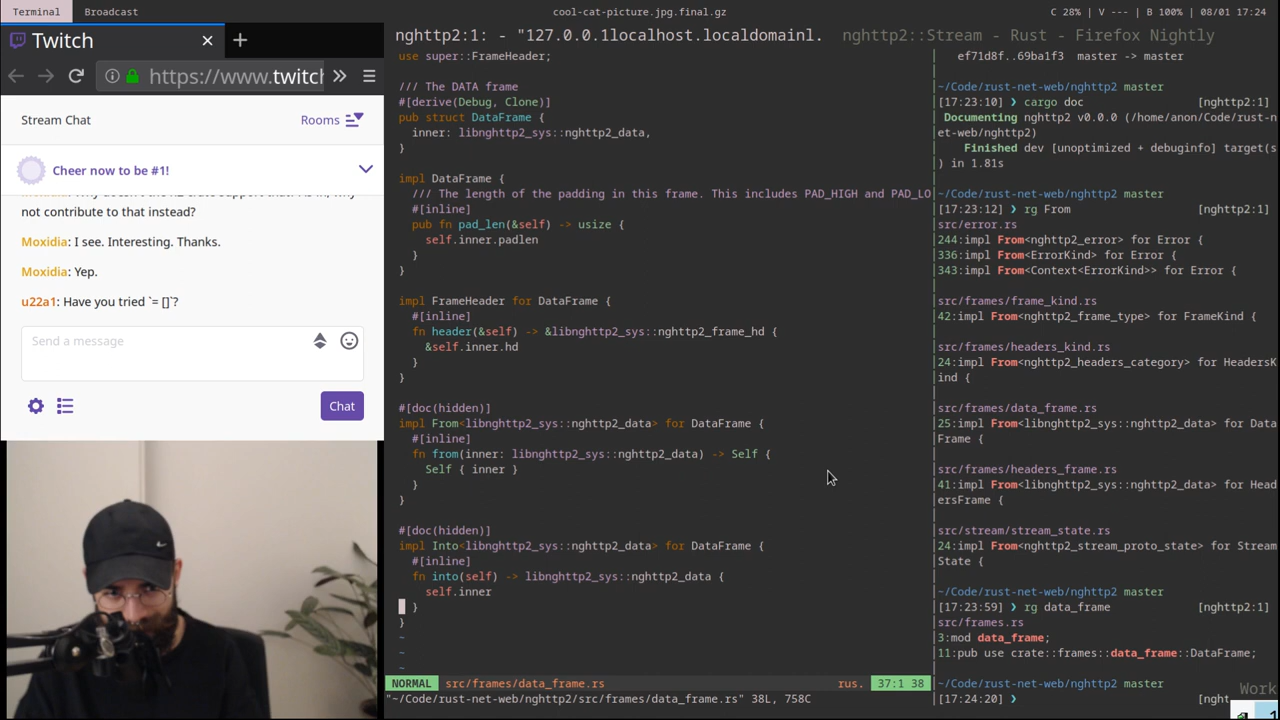 Terminal
Broadcast
cool-cat-picture.jpg.final.gz
C 28% | V --- | B 100% | 08/01 17:24
Twitch
https://www.twitch
Stream Chat
Rooms
Cheer now to be #1!
not contribute to that instead?
Moxidia: I see. Interesting. Thanks.
Moxidia: Yep.
u22a1: Have you tried `= []`?
Send a message
Chat
nghttp2:1: - "127.0.0.1localhost.localdomainl.
nghttp2::Stream - Rust - Firefox Nightly
use super::FrameHeader;
/// The DATA frame
#[derive(Debug, Clone)]
pub struct DataFrame {
inner: libnghttp2_sys::nghttp2_data,
}
impl DataFrame {
/// The length of the padding in this frame. This includes PAD_HIGH and PAD_LO
#[inline]
pub fn pad_len(&self) -> usize {
self.inner.padlen
}
}
impl FrameHeader for DataFrame {
#[inline]
fn header(&self) -> &libnghttp2_sys::nghttp2_frame_hd {
&self.inner.hd
}
}
#[doc(hidden)]
impl From<libnghttp2_sys::nghttp2_data> for DataFrame {
#[inline]
fn from(inner: libnghttp2_sys::nghttp2_data) -> Self {
Self { inner }
}
}
#[doc(hidden)]
impl Into<libnghttp2_sys::nghttp2_data> for DataFrame {
#[inline]
fn into(self) -> libnghttp2_sys::nghttp2_data {
self.inner
}
}
~
~
~
NORMAL src/frames/data_frame.rs rus. 37:1 38
"~/Code/rust-net-web/nghttp2/src/frames/data_frame.rs" 38L, 758C
ef71d8f..69ba1f3 master -> master
~/Code/rust-net-web/nghttp2 master
[17:23:10] ❯ cargo doc [nghttp2:1]
Documenting nghttp2 v0.0.0 (/home/anon/Code/rust-n
et-web/nghttp2)
Finished dev [unoptimized + debuginfo] target(s
) in 1.81s
~/Code/rust-net-web/nghttp2 master
[17:23:12] ❯ rg From [nghttp2:1]
src/error.rs
244:impl From<nghttp2_error> for Error {
336:impl From<ErrorKind> for Error {
343:impl From<Context<ErrorKind>> for Error {
src/frames/frame_kind.rs
42:impl From<nghttp2_frame_type> for FrameKind {
src/frames/headers_kind.rs
24:impl From<nghttp2_headers_category> for HeadersK
ind {
src/frames/data_frame.rs
25:impl From<libnghttp2_sys::nghttp2_data> for Data
Frame {
src/frames/headers_frame.rs
41:impl From<libnghttp2_sys::nghttp2_data> for Head
ersFrame {
src/stream/stream_state.rs
24:impl From<nghttp2_stream_proto_state> for Stream
State {
~/Code/rust-net-web/nghttp2 master
[17:23:59] ❯ rg data_frame [nghttp2:1]
src/frames.rs
3:mod data_frame;
11:pub use crate::frames::data_frame::DataFrame;
~/Code/rust-net-web/nghttp2 master
[17:24:20] ❯ [nght
Work